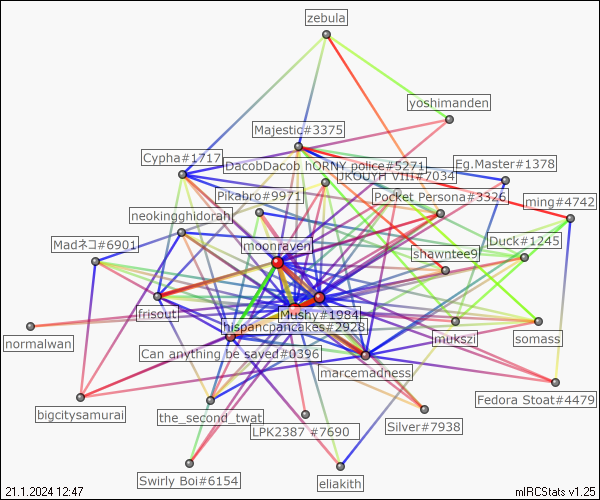 zebula
yoshimanden
Majestic#3375
Cypha#1717
DacobDacob hORNY police#5271
Eg.Master#1378
JKOUYH VIII#7034
Pikabro#9971
Pocket Persona#3326
ming#4742
neokingghidorah
Madネコ#6901
moonraven
shawntee9
Duck#1245
frisout
Mushy#1984
hispancpancakes#2928
normalwan
mukszi
somass
Can anything be saved#0396
marcemadness
bigcitysamurai
the_second_twat
Fedora Stoat#4479
LPK2387 #7690
Silver#7938
Swirly Boi#6154
eliakith
21.1.2024 12:47
mIRCStats v1.25